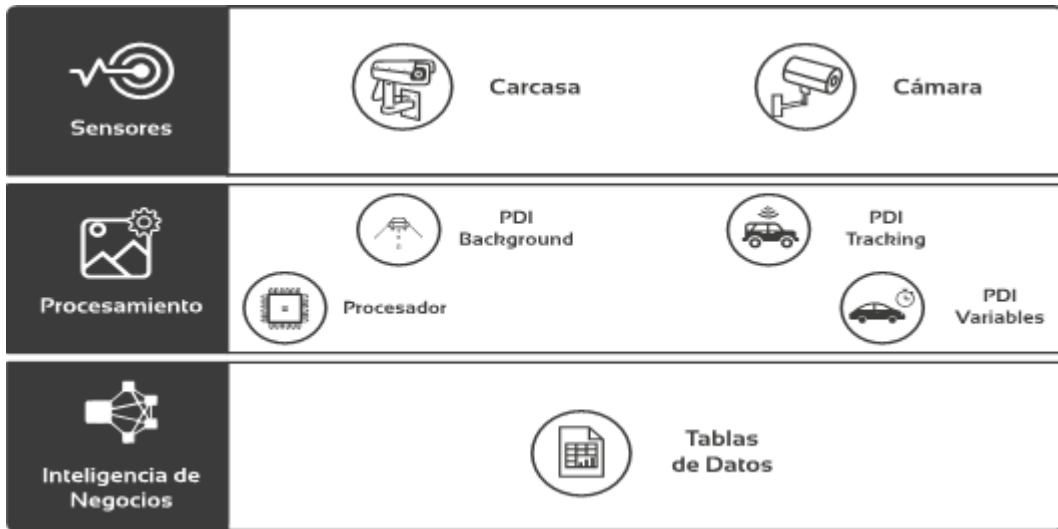 Sensores
Carcasa
Cámara
Procesamiento
PDI
Background
PDI
Tracking
Procesador
PDI
Variables
Inteligencia de
Negocios
Tablas
de Datos